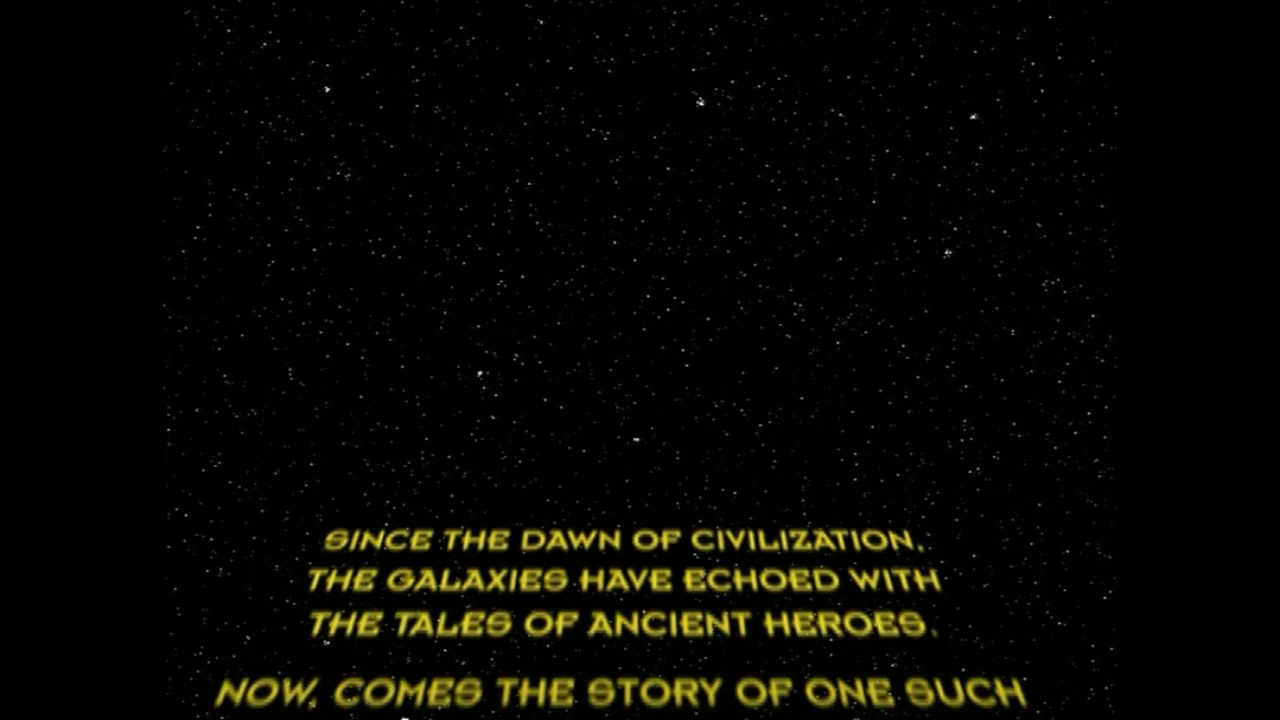 SINCE THE DAWN OF CIVILIZATION,
THE GALAXIES HAVE ECHOED WITH
THE TALES OF ANCIENT HEROES.
NOW, COMES THE STORY OF ONE SUCH